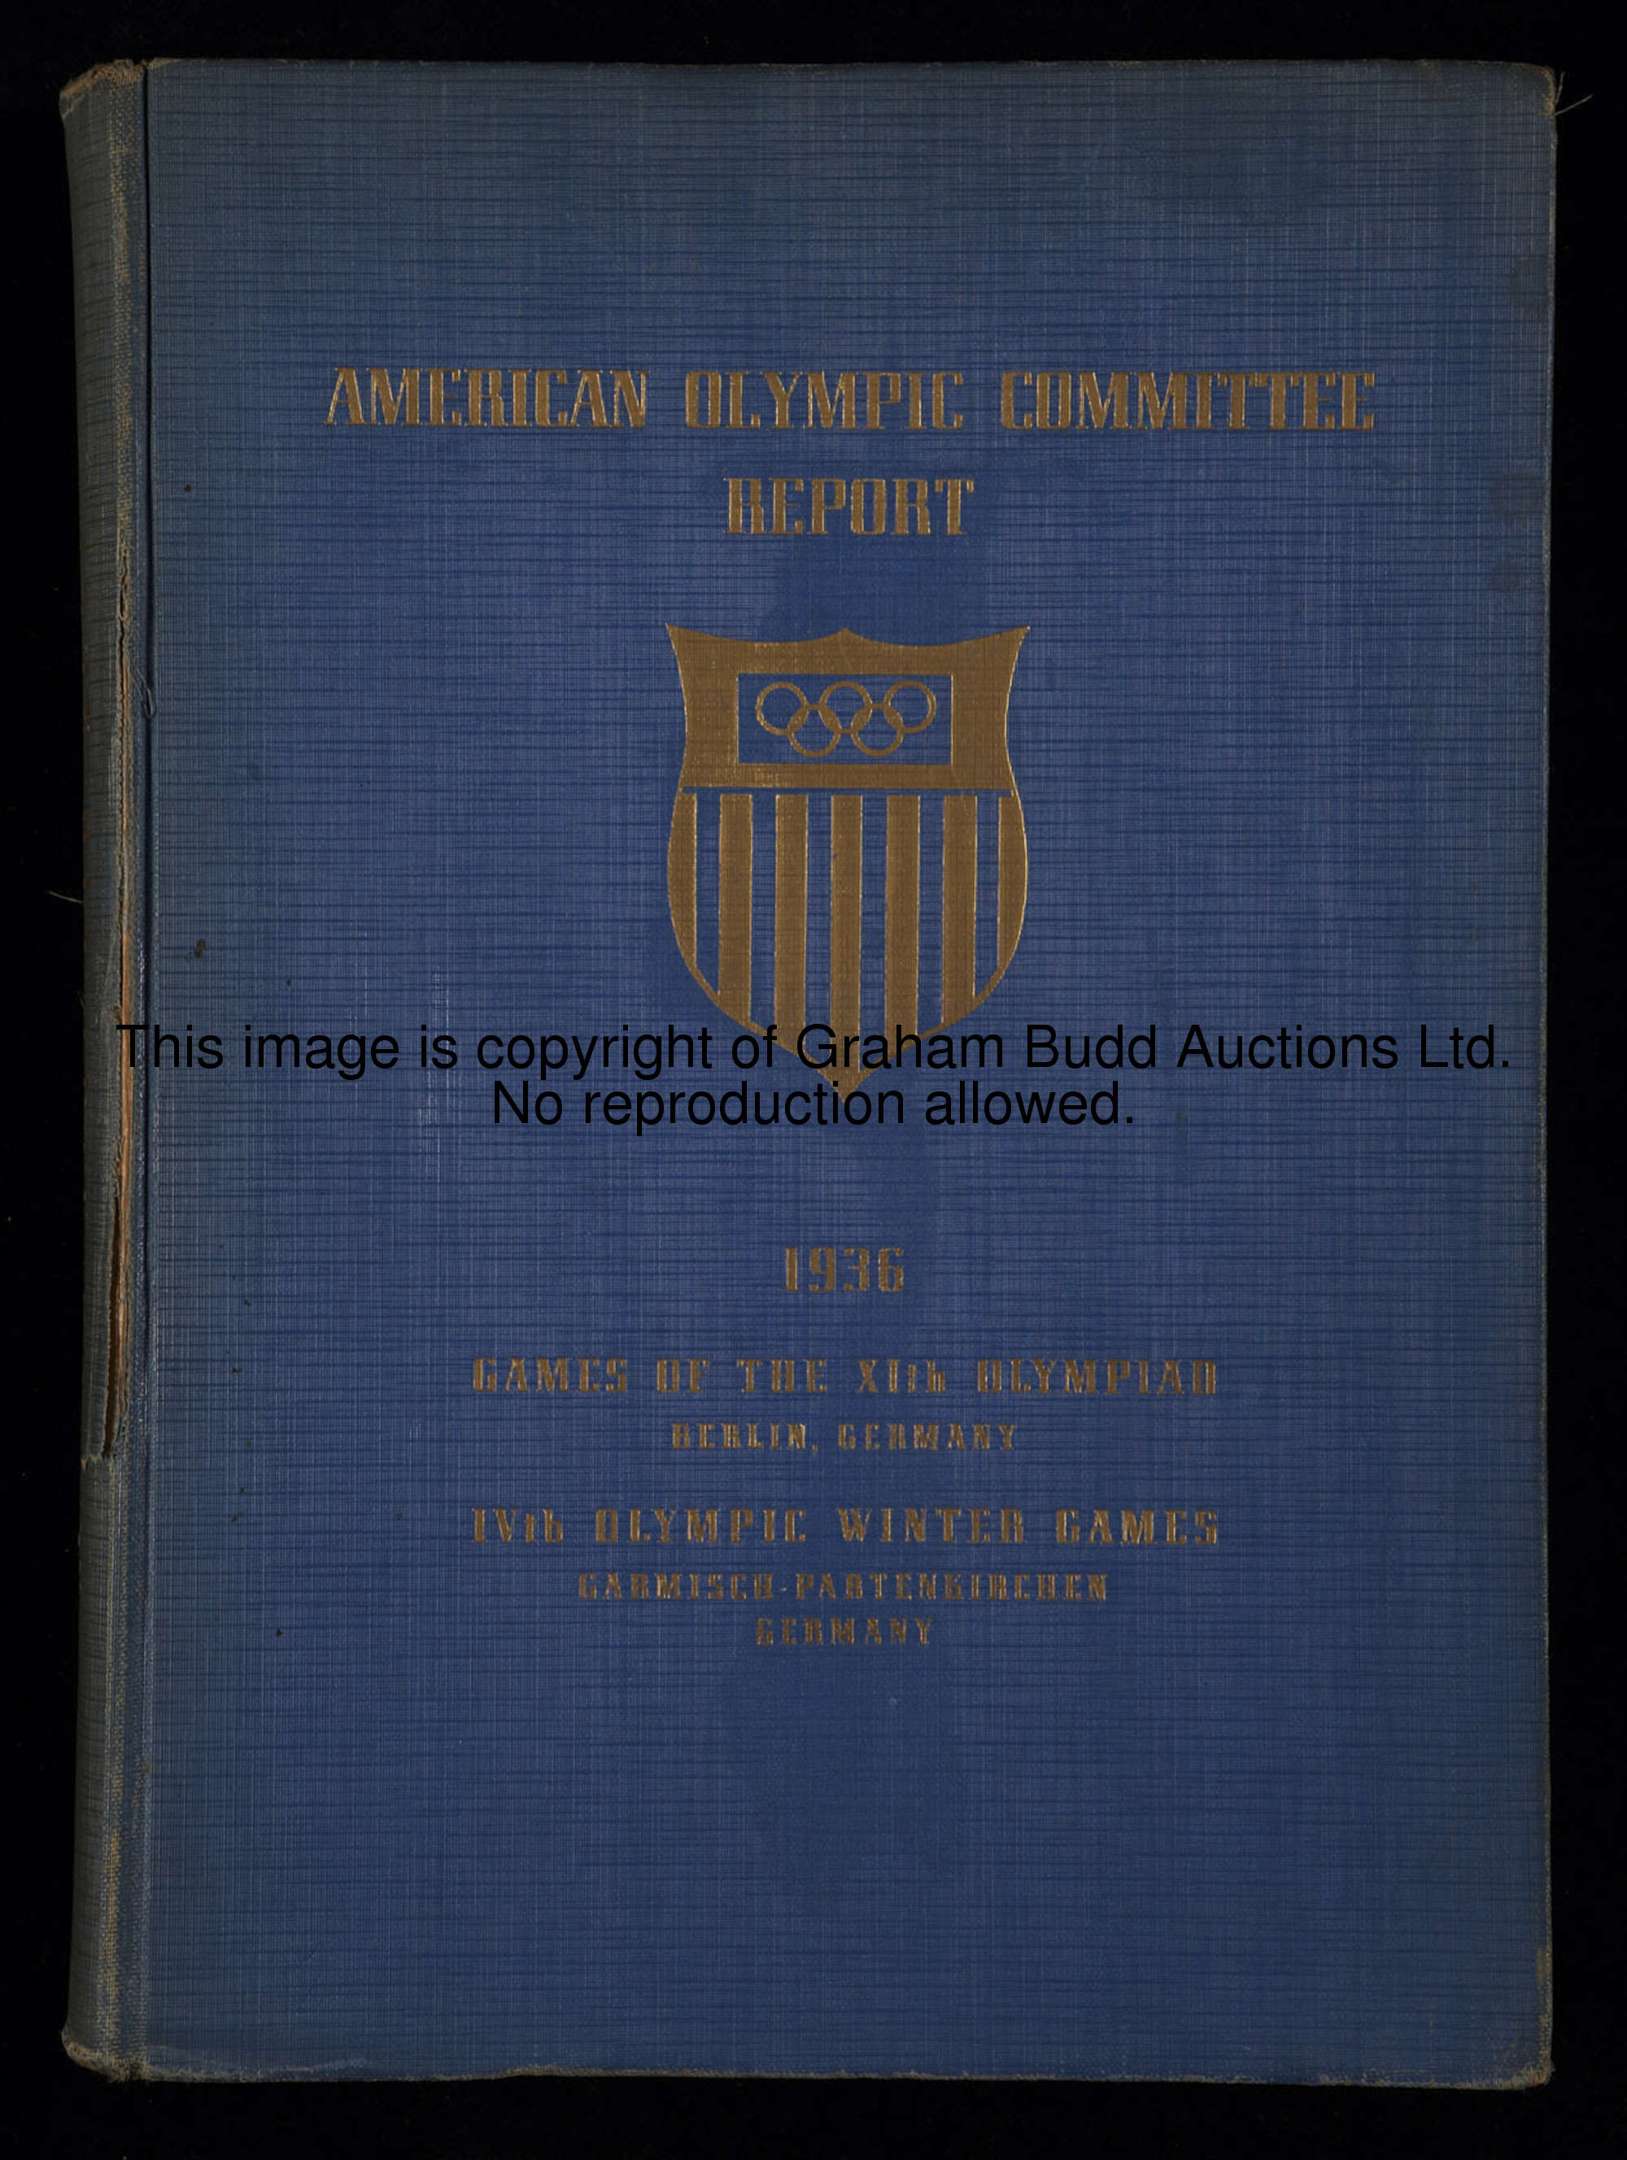 AMERICAN OLYMPIC COMMITTEE
REPORT
This image is copyright of Graham Budd Auctions Ltd.
No reproduction allowed.
1936
GAMES OF THE XIth OLYMPIAD
BERLIN, GERMANY
IVth OLYMPIC WINTER GAMES
GARMISCH-PARTENKIRCHEN
GERMANY